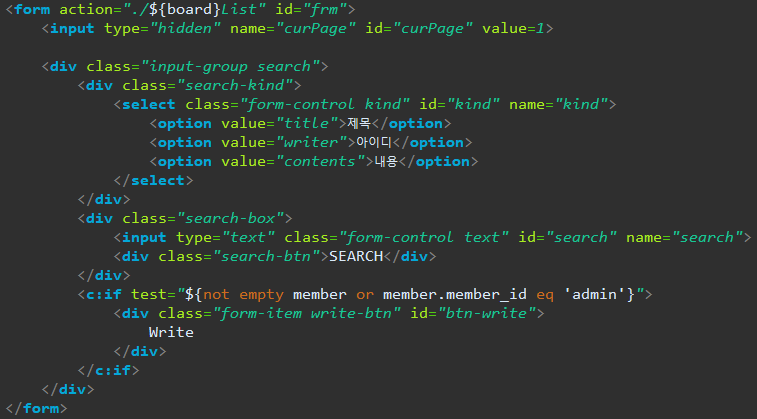 <form action="./${board}List" id="frm">
<input type="hidden" name="curPage" id="curPage" value=1>
<div class="input-group search">
<div class="search-kind">
<select class="form-control kind" id="kind" name="kind">
<option value="title">제목</option>
<option value="writer">아이디</option>
<option value="contents">내용</option>
</select>
</div>
<div class="search-box">
<input type="text" class="form-control text" id="search" name="search">
<div class="search-btn">SEARCH</div>
</div>
<c:if test="${not empty member or member.member_id eq 'admin'}">
<div class="form-item write-btn" id="btn-write">
Write
</div>
</c:if>
</div>
</form>